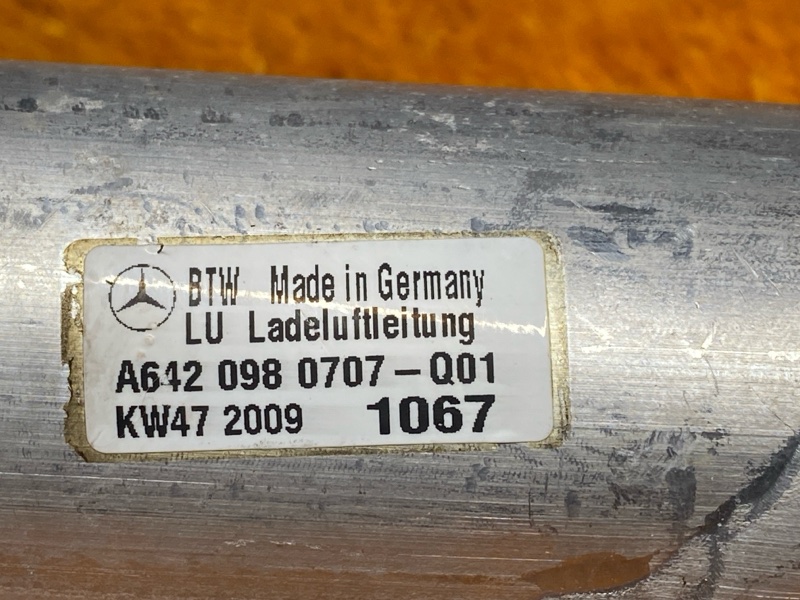 BTW Made in Germany
LU Ladeluftleitung
A642 098 0707-Q01
KW47 2009 1067